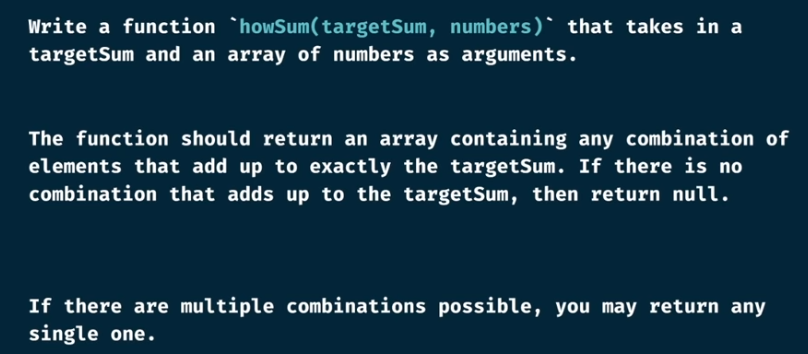 Write a function `howSum(targetSum, numbers)` that takes in a
targetSum and an array of numbers as arguments.
The function should return an array containing any combination of
elements that add up to exactly the targetSum. If there is no
combination that adds up to the targetSum, then return null.
If there are multiple combinations possible, you may return any
single one.